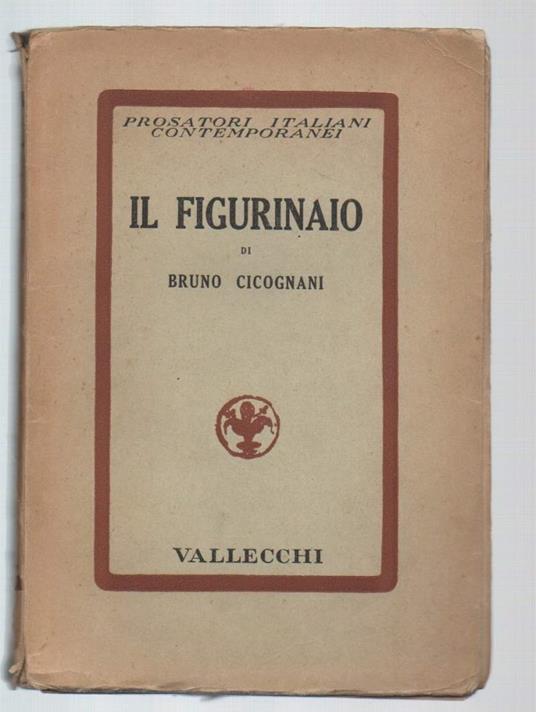 PROSATORI ITALIANI
CONTEMPORANEI
IL FIGURINAIO
DI
BRUNO CICOGNANI
VALLECCHI